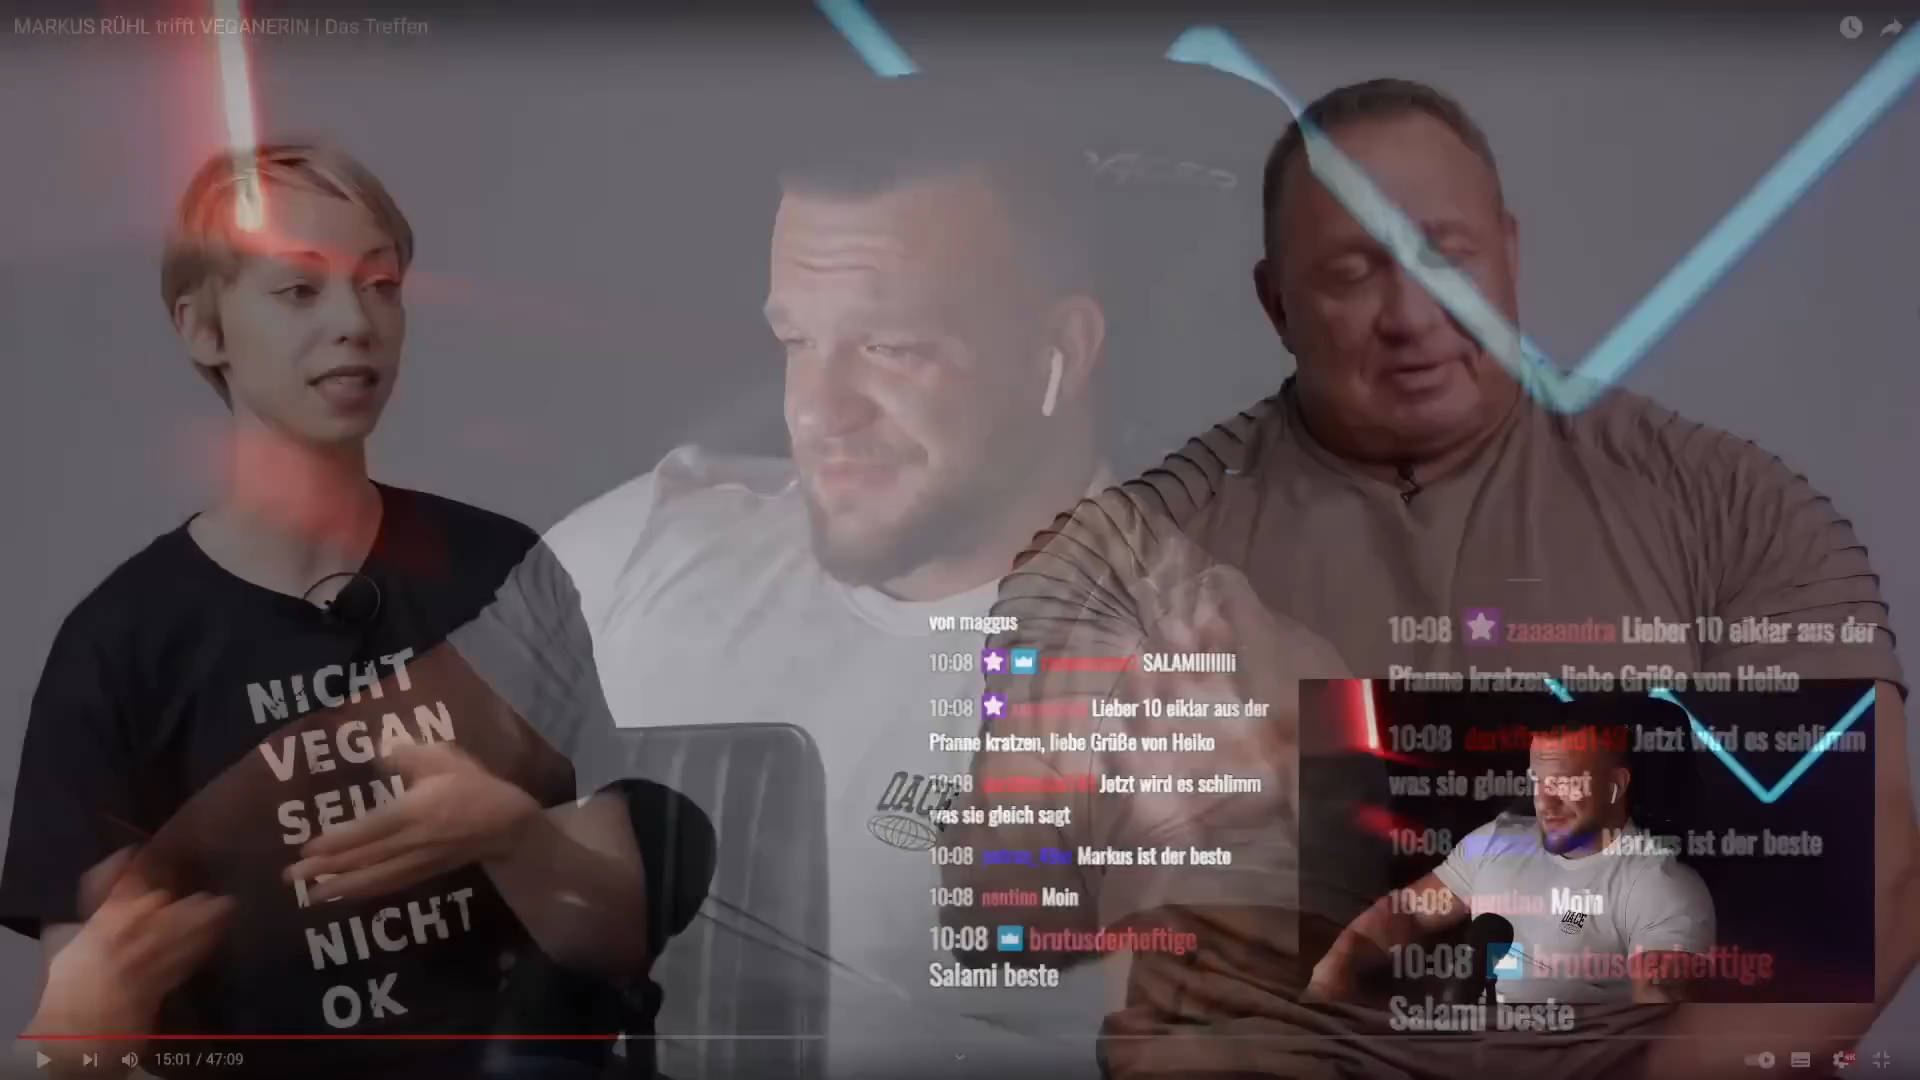 MARKUS RÜHL trifft VEGANERIN | Das Treffen
NICHT
VEGAN
SEIN
NICHT
OK
DACE
von maggus
10:08 SALAMIIIIIIII
10:08 Lieber 10 eiklar aus der
Pfanne kratzen, liebe Grüße von Heiko
10:08 Jetzt wird es schlimm
was sie gleich sagt
10:08 Markus ist der beste
10:08 nentino Moin
10:08 brutusderheftige
Salami beste
10:08 zaaaandra Lieber 10 eiklar aus der
Pfanne kratzen, liebe Grüße von Heiko
10:08 Jetzt wird es schlimm
was sie gleich sagt
10:08 Markus ist der beste
10:08 nentino Moin
10:08 brutusderheftige
Salami beste
DACE
15:01 / 47:09
4K